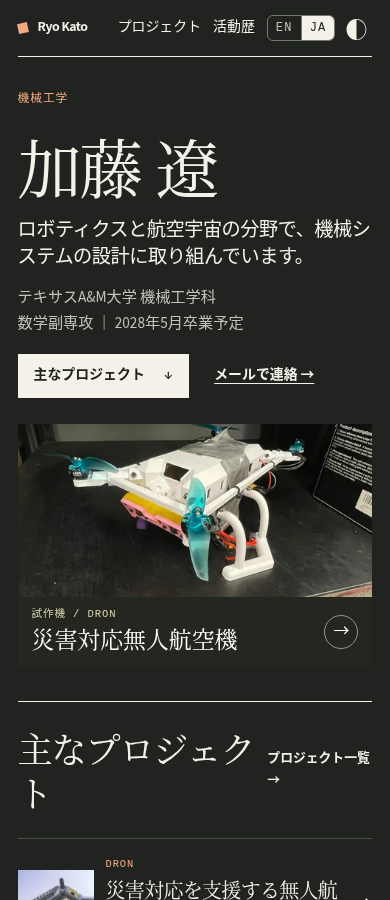 Ryo Kato
プロジェクト
活動歴
EN
JA
機械工学
加藤 遼
ロボティクスと航空宇宙の分野で、機械シ
ステムの設計に取り組んでいます。
テキサスA&M大学 機械工学科
数学副専攻 ｜ 2028年5月卒業予定
主なプロジェクト ↓
メールで連絡 →
Product description
試作機 / DRON
災害対応無人航空機
→
主なプロジェク
ト
プロジェクト一覧
→
DRON
災害対応を支援する無人航